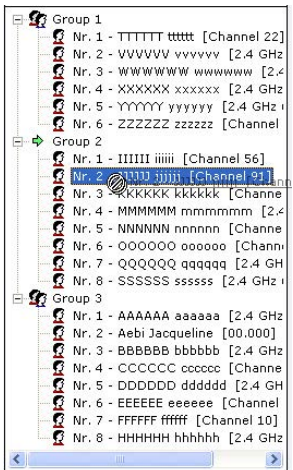 Group 1
Nr. 1 - TTTTTT tttttt [Channel 22]
Nr. 2 - VVVVVV vvvvvv [2.4 GHz
Nr. 3 - WWWWWW wwwwww [2.4
Nr. 4 - XXXXXX xxxxxx [2.4 GHz
Nr. 5 - YYYYYY yyyyyy [2.4 GHz
Nr. 6 - ZZZZZZ zzzzzz [Channel
Group 2
Nr. 1 - IIIIII iiiiii [Channel 56]
Nr. 2 - JJJJJJ jjjjjj [Channel 91]
Nr. 3 - KKKKKK kkkkkk [Channe
Nr. 4 - MMMMMM mmmmmm [2.4
Nr. 5 - NNNNNN nnnnnn [Channe
Nr. 6 - OOOOOO oooooo [Chann
Nr. 7 - QQQQQQ qqqqqq [2.4 GH
Nr. 8 - SSSSSS ssssss [2.4 GHz
Group 3
Nr. 1 - AAAAAA aaaaaa [2.4 GHz
Nr. 2 - Aebi Jacqueline [00.000]
Nr. 3 - BBBBBB bbbbbb [2.4 GHz
Nr. 4 - CCCCCC cccccc [Channe
Nr. 5 - DDDDDD dddddd [2.4 GH
Nr. 6 - EEEEEE eeeeee [Channel
Nr. 7 - FFFFFF ffffff [Channel 10]
Nr. 8 - HHHHHH hhhhhh [2.4 GHz